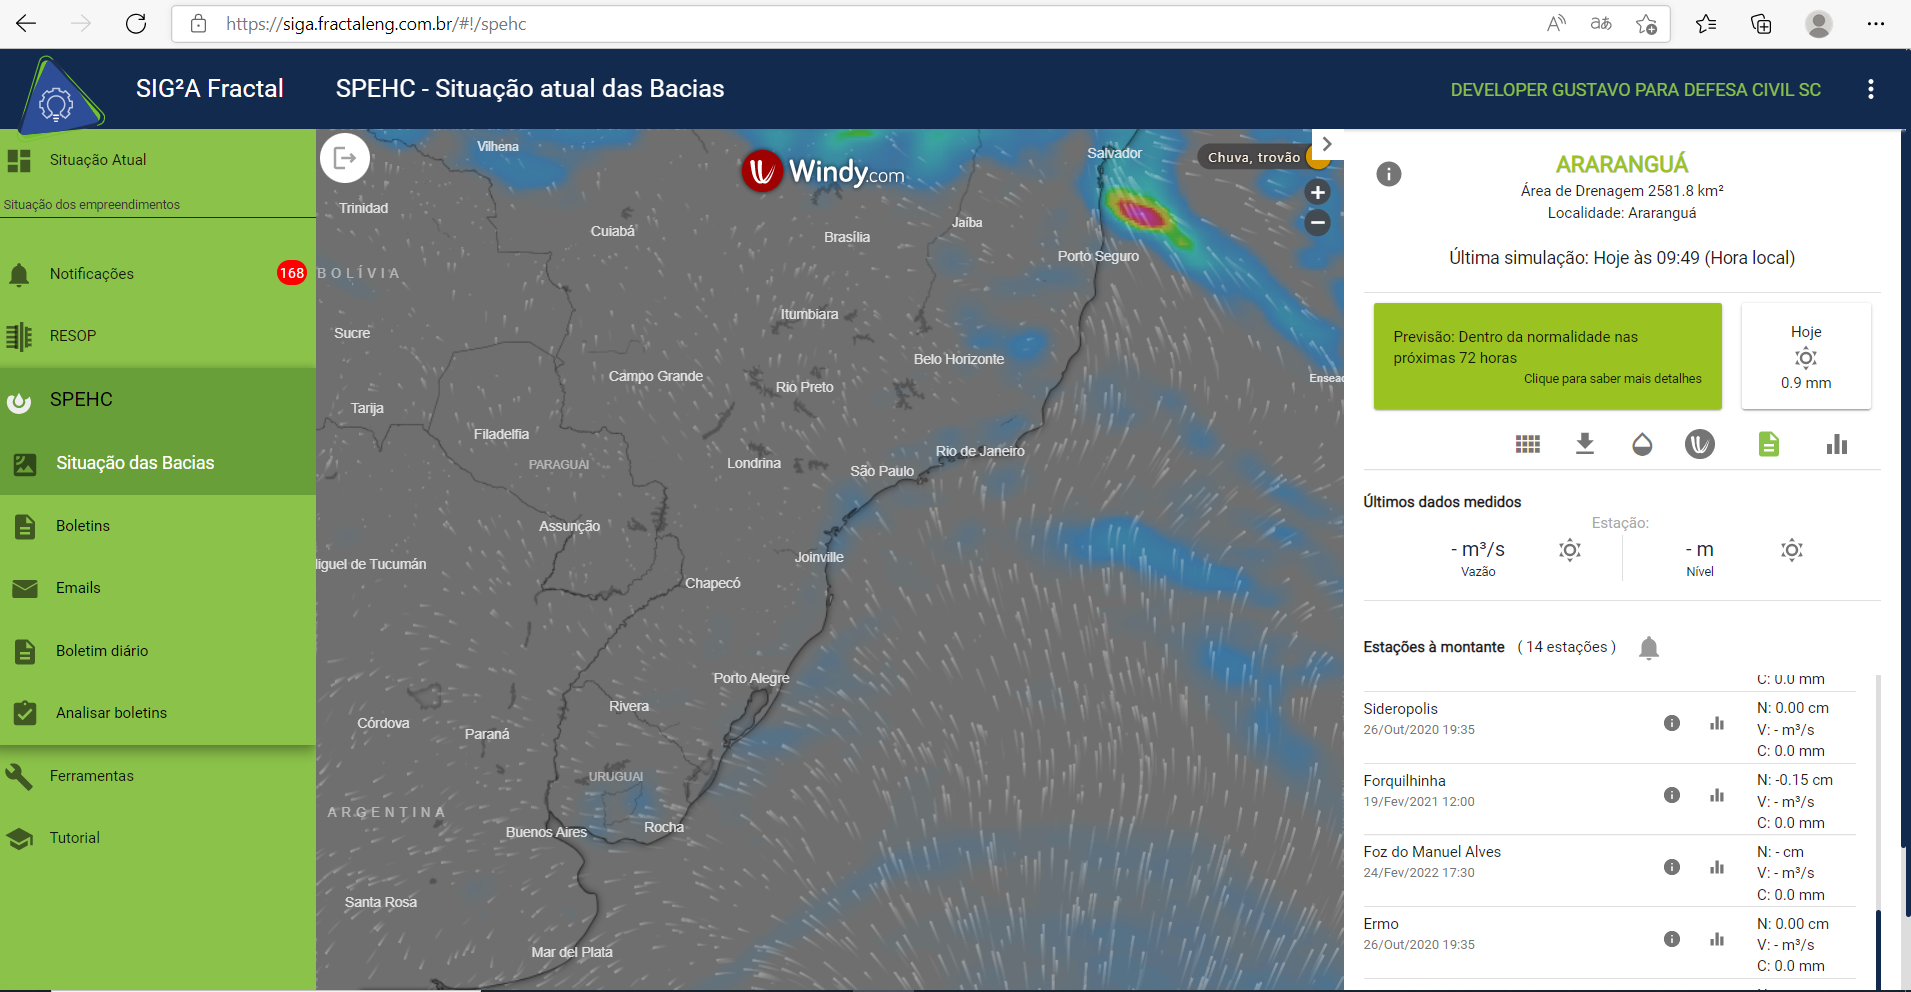 https://siga.fractaleng.com.br/#!/spehc
SIG²A Fractal
SPEHC - Situação atual das Bacias
DEVELOPER GUSTAVO PARA DEFESA CIVIL SC
Situação Atual
Situação dos empreendimentos
Notificações
168
RESOP
SPEHC
Situação das Bacias
Boletins
Emails
Boletim diário
Analisar boletins
Ferramentas
Tutorial
Windy.com
Chuva, trovão
+
−
Vilhena
Salvador
Trinidad
Cuiabá
Brasília
Jaíba
Porto Seguro
BOLÍVIA
Itumbiara
Sucre
Belo Horizonte
Campo Grande
Rio Preto
Ensead
Tarija
Filadelfia
PARAGUAI
Londrina
São Paulo
Rio de Janeiro
Assunção
Joinville
liguel de Tucumán
Chapecó
Porto Alegre
Rivera
Córdova
Paraná
URUGUAI
ARGENTINA
Buenos Aires
Rocha
Santa Rosa
Mar del Plata
ARARANGUÁ
Área de Drenagem 2581.8 km²
Localidade: Araranguá
Última simulação: Hoje às 09:49 (Hora local)
Previsão: Dentro da normalidade nas
próximas 72 horas
Clique para saber mais detalhes
Hoje
0.9 mm
Últimos dados medidos
Estação:
- m³/s
Vazão
- m
Nível
Estações à montante ( 14 estações )
C: 0.0 mm
Sideropolis
26/Out/2020 19:35
N: 0.00 cm
V: - m³/s
C: 0.0 mm
Forquilhinha
19/Fev/2021 12:00
N: -0.15 cm
V: - m³/s
C: 0.0 mm
Foz do Manuel Alves
24/Fev/2022 17:30
N: - cm
V: - m³/s
C: 0.0 mm
Ermo
26/Out/2020 19:35
N: 0.00 cm
V: - m³/s
C: 0.0 mm